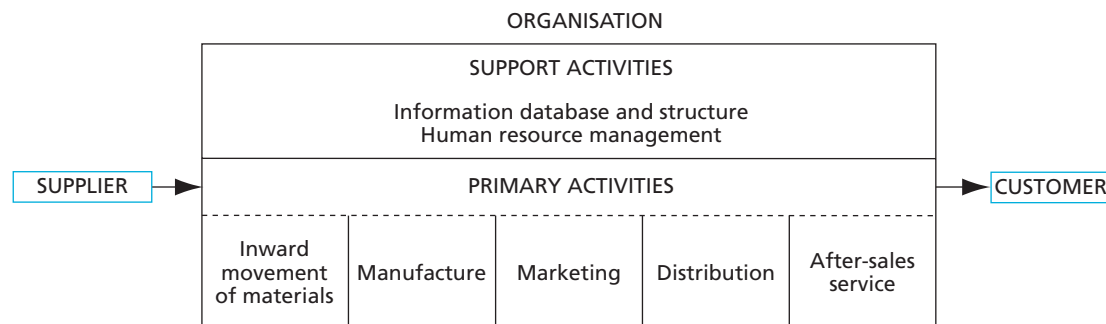 ORGANISATION
SUPPORT ACTIVITIES
Information database and structure
Human resource management
SUPPLIER
PRIMARY ACTIVITIES
CUSTOMER
Inward
movement
of materials
Manufacture
Marketing
Distribution
After-sales
service